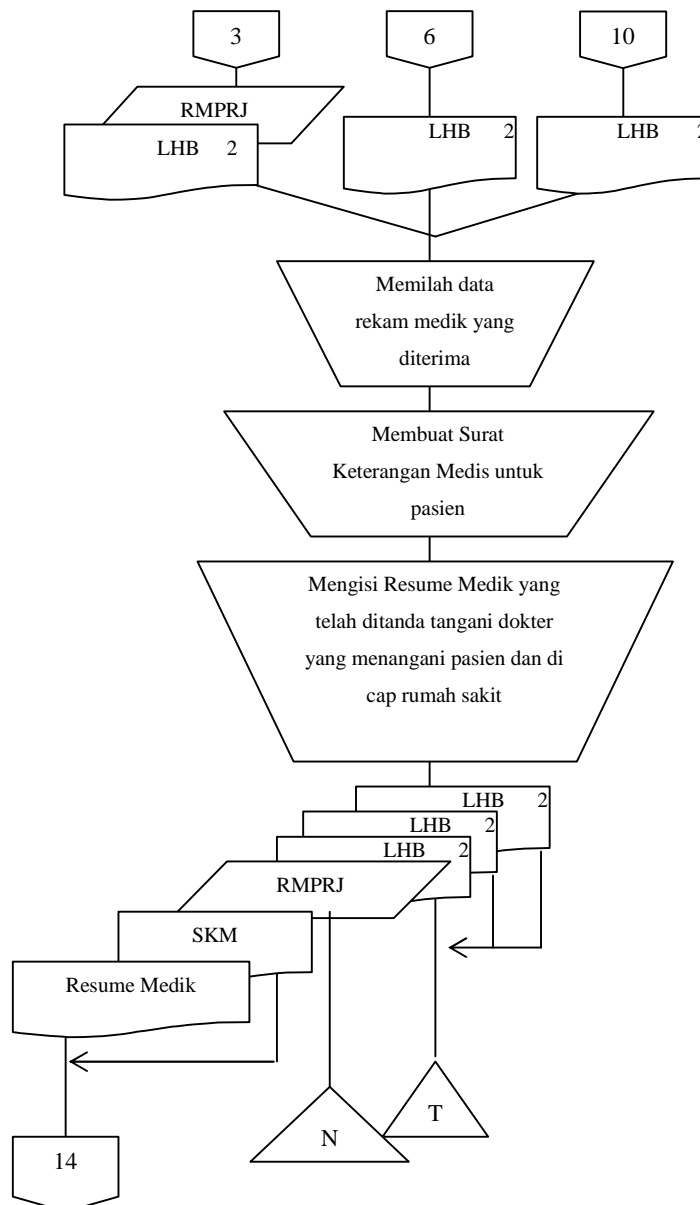 3 6 10
RMPRJ
LHB 2 LHB 2 LHB 2
Memilah data
rekam medik yang
diterima
Membuat Surat
Keterangan Medis untuk
pasien
Mengisi Resume Medik yang
telah ditanda tangani dokter
yang menangani pasien dan di
cap rumah sakit
LHB 2
LHB 2
LHB 2
RMPRJ
SKM
Resume Medik
T
N
14